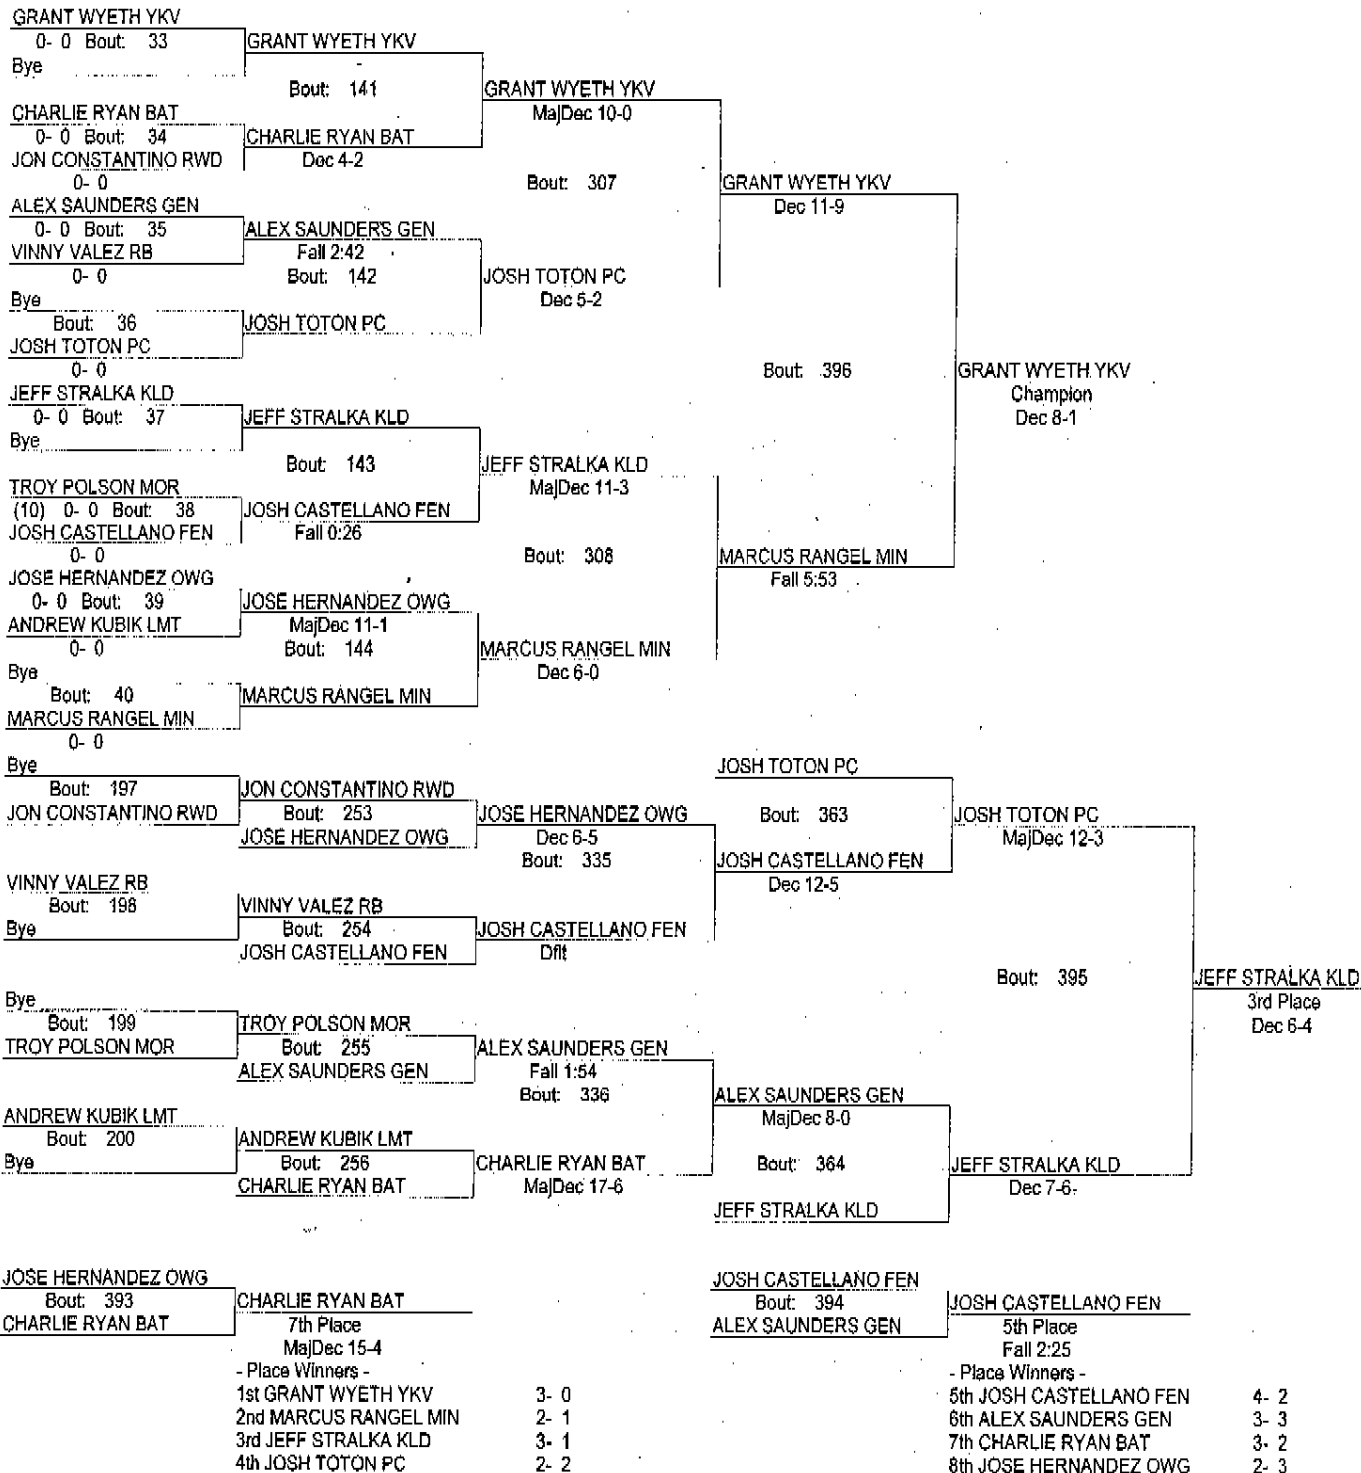 GRANT WYETH YKV
0- 0 Bout: 33
Bye
GRANT WYETH YKV
Bout: 141
CHARLIE RYAN BAT
0- 0 Bout: 34
JON CONSTANTINO RWD
0- 0
CHARLIE RYAN BAT
Dec 4-2
GRANT WYETH YKV
MajDec 10-0
Bout: 307
ALEX SAUNDERS GEN
0- 0 Bout: 35
VINNY VALEZ RB
0- 0
ALEX SAUNDERS GEN
Fall 2:42
Bout: 142
Bye
Bout: 36
JOSH TOTON PC
0- 0
JOSH TOTON PC
JOSH TOTON PC
Dec 5-2
GRANT WYETH YKV
Dec 11-9
Bout: 396
GRANT WYETH YKV
Champion
Dec 8-1
JEFF STRALKA KLD
0- 0 Bout: 37
Bye
JEFF STRALKA KLD
Bout: 143
TROY POLSON MOR
(10) 0- 0 Bout: 38
JOSH CASTELLANO FEN
0- 0
JOSH CASTELLANO FEN
Fall 0:26
JEFF STRALKA KLD
MajDec 11-3
Bout: 308
JOSE HERNANDEZ OWG
0- 0 Bout: 39
ANDREW KUBIK LMT
0- 0
JOSE HERNANDEZ OWG
MajDec 11-1
Bout: 144
Bye
Bout: 40
MARCUS RANGEL MIN
0- 0
MARCUS RANGEL MIN
MARCUS RANGEL MIN
Dec 6-0
MARCUS RANGEL MIN
Fall 5:53
Bye
Bout: 197
JON CONSTANTINO RWD
JON CONSTANTINO RWD
Bout: 253
JOSE HERNANDEZ OWG
JOSE HERNANDEZ OWG
Dec 6-5
Bout: 335
VINNY VALEZ RB
Bout: 198
Bye
VINNY VALEZ RB
Bout: 254
JOSH CASTELLANO FEN
JOSH CASTELLANO FEN
Dflt
JOSH TOTON PC
Bout: 363
JOSH CASTELLANO FEN
Dec 12-5
JOSH TOTON PC
MajDec 12-3
Bout: 395
JEFF STRALKA KLD
3rd Place
Dec 6-4
Bye
Bout: 199
TROY POLSON MOR
TROY POLSON MOR
Bout: 255
ALEX SAUNDERS GEN
ALEX SAUNDERS GEN
Fall 1:54
Bout: 336
ANDREW KUBIK LMT
Bout: 200
Bye
ANDREW KUBIK LMT
Bout: 256
CHARLIE RYAN BAT
CHARLIE RYAN BAT
MajDec 17-6
ALEX SAUNDERS GEN
MajDec 8-0
Bout: 364
JEFF STRALKA KLD
JEFF STRALKA KLD
Dec 7-6
JOSE HERNANDEZ OWG
Bout: 393
CHARLIE RYAN BAT
CHARLIE RYAN BAT
7th Place
MajDec 15-4
- Place Winners -
1st GRANT WYETH YKV 3- 0
2nd MARCUS RANGEL MIN 2- 1
3rd JEFF STRALKA KLD 3- 1
4th JOSH TOTON PC 2- 2
JOSH CASTELLANO FEN
Bout: 394
ALEX SAUNDERS GEN
JOSH CASTELLANO FEN
5th Place
Fall 2:25
- Place Winners -
5th JOSH CASTELLANO FEN 4- 2
6th ALEX SAUNDERS GEN 3- 3
7th CHARLIE RYAN BAT 3- 2
8th JOSE HERNANDEZ OWG 2- 3